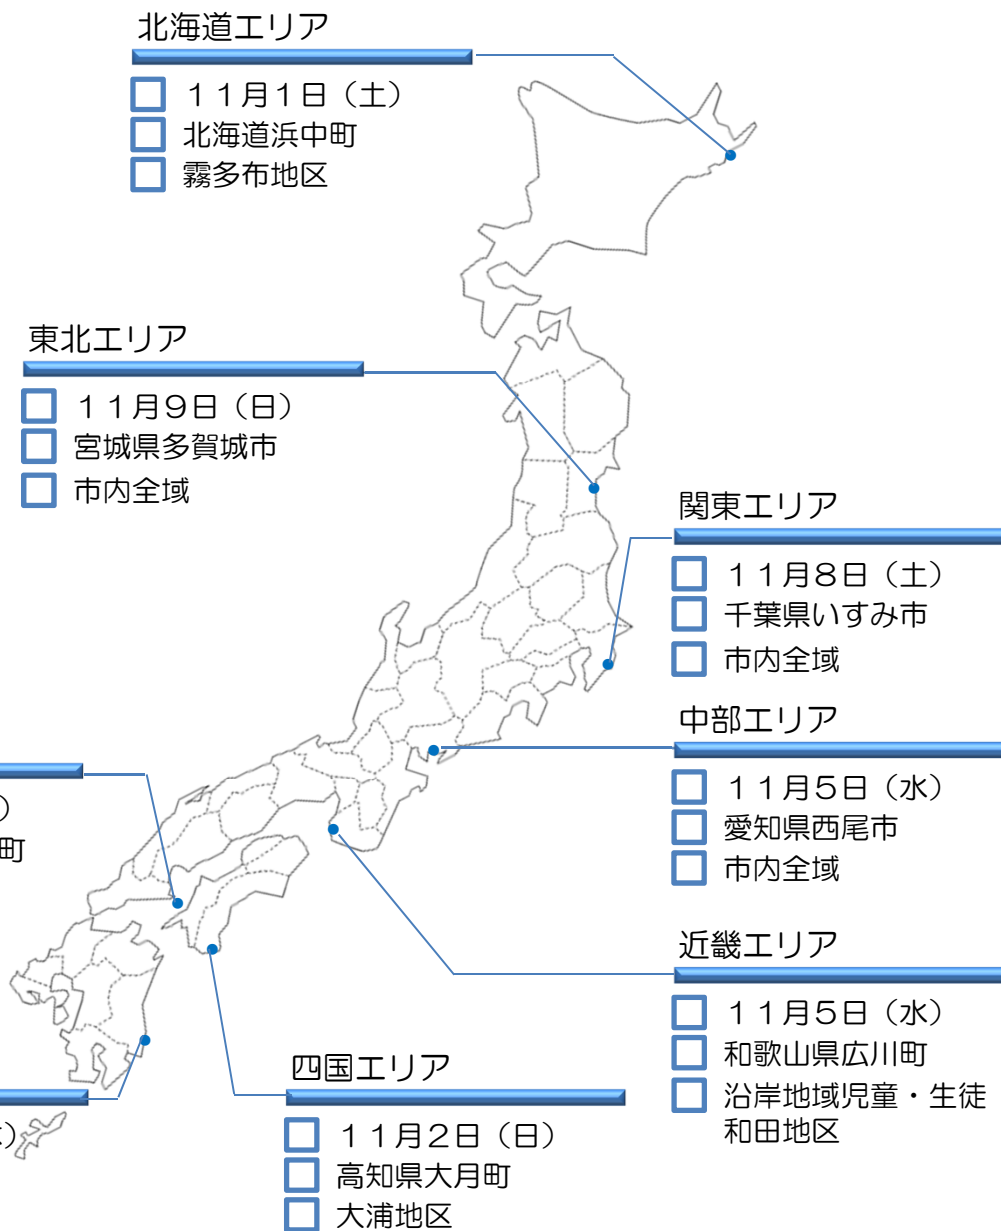 北海道エリア
１１月１日（土）
北海道浜中町
霧多布地区
東北エリア
１１月９日（日）
宮城県多賀城市
市内全域
関東エリア
１１月８日（土）
千葉県いすみ市
市内全域
中部エリア
１１月５日（水）
愛知県西尾市
市内全域
）
町
近畿エリア
１１月５日（水）
和歌山県広川町
沿岸地域児童・生徒
和田地区
）
四国エリア
１１月２日（日）
高知県大月町
大浦地区